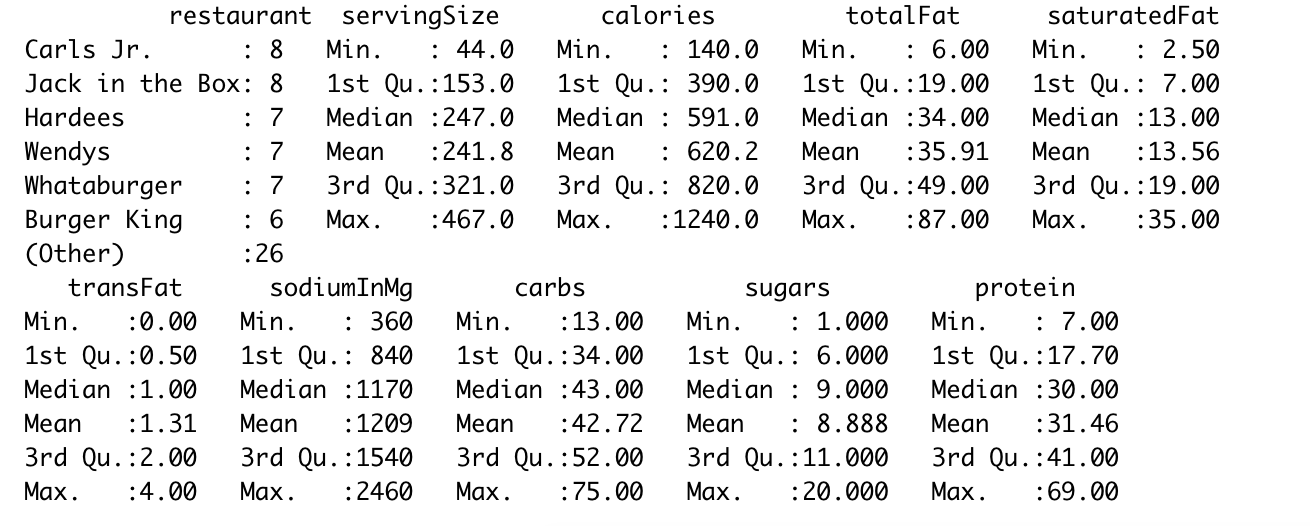 restaurant  servingSize      calories        totalFat     saturatedFat
Carls Jr.      : 8   Min.   : 44.0   Min.   : 140.0   Min.   : 6.00   Min.   : 2.50
Jack in the Box: 8   1st Qu.:153.0   1st Qu.: 390.0   1st Qu.:19.00   1st Qu.: 7.00
Hardees        : 7   Median :247.0   Median : 591.0   Median :34.00   Median :13.00
Wendys         : 7   Mean   :241.8   Mean   : 620.2   Mean   :35.91   Mean   :13.56
Whataburger    : 7   3rd Qu.:321.0   3rd Qu.: 820.0   3rd Qu.:49.00   3rd Qu.:19.00
Burger King    : 6   Max.   :467.0   Max.   :1240.0   Max.   :87.00   Max.   :35.00
(Other)        :26
   transFat      sodiumInMg       carbs           sugars          protein
Min.   :0.00   Min.   : 360   Min.   :13.00   Min.   : 1.000   Min.   : 7.00
1st Qu.:0.50   1st Qu.: 840   1st Qu.:34.00   1st Qu.: 6.000   1st Qu.:17.70
Median :1.00   Median :1170   Median :43.00   Median : 9.000   Median :30.00
Mean   :1.31   Mean   :1209   Mean   :42.72   Mean   : 8.888   Mean   :31.46
3rd Qu.:2.00   3rd Qu.:1540   3rd Qu.:52.00   3rd Qu.:11.000   3rd Qu.:41.00
Max.   :4.00   Max.   :2460   Max.   :75.00   Max.   :20.000   Max.   :69.00